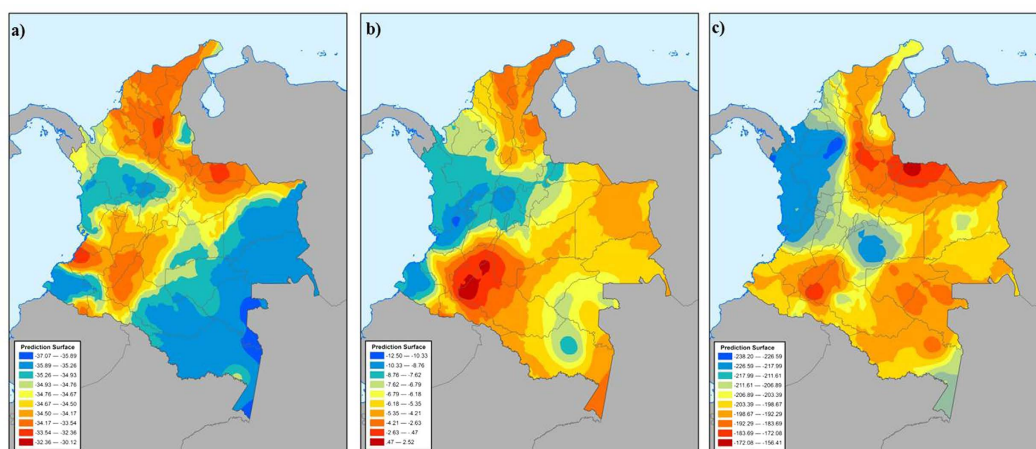 a)
Prediction Surface
-37.07 — -35.89
-35.89 — -35.26
-35.26 — -34.93
-34.93 — -34.76
-34.76 — -34.67
-34.67 — -34.50
-34.50 — -34.17
-34.17 — -33.54
-33.54 — -32.36
-32.36 — -30.12
b)
Prediction Surface
-12.50 — -10.33
-10.33 — -8.76
-8.76 — -7.62
-7.62 — -6.79
-6.79 — -6.18
-6.18 — -5.35
-5.35 — -4.21
-4.21 — -2.63
-2.63 — -.47
.47 — 2.52
c)
Prediction Surface
-238.20 — -226.59
-226.59 — -217.99
-217.99 — -211.61
-211.61 — -206.89
-206.89 — -203.39
-203.39 — -198.67
-198.67 — -192.29
-192.29 — -183.69
-183.69 — -172.08
-172.08 — -156.41